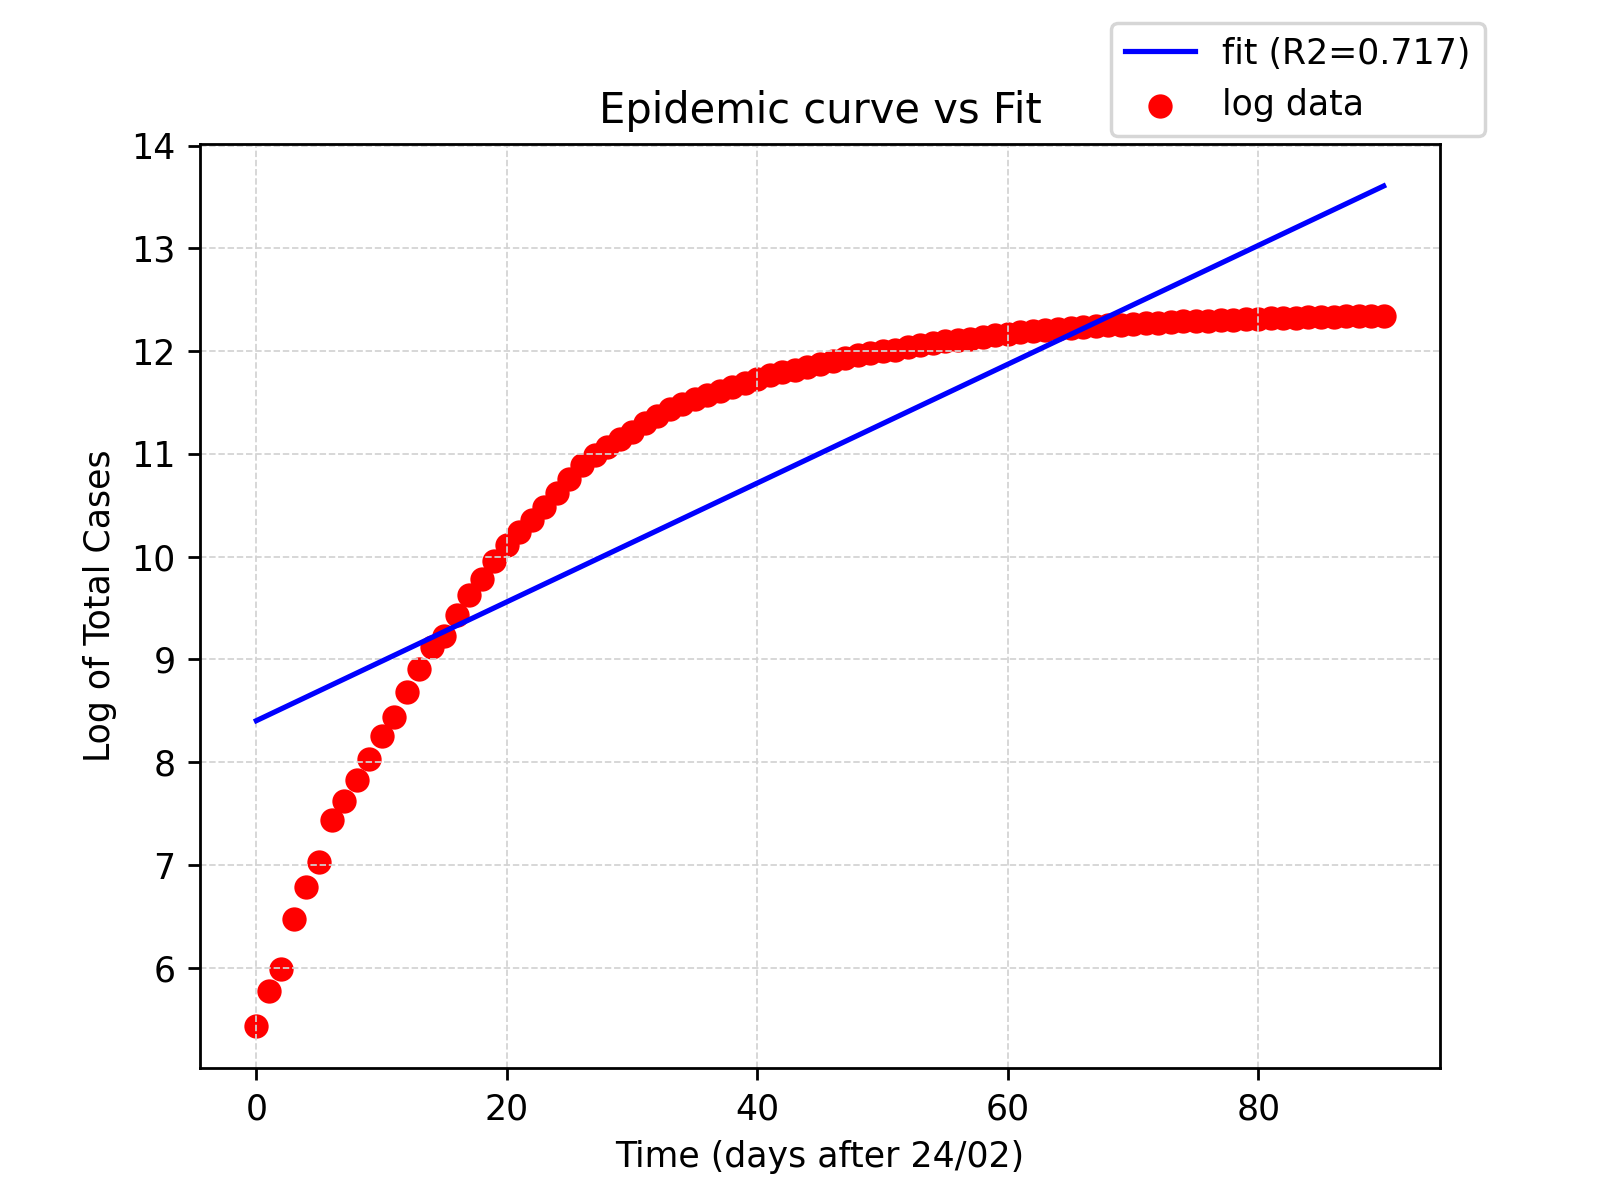 fit (R2=0.717)
log data
Epidemic curve vs Fit
14
13
12
11
10
9
8
7
6
Log of Total Cases
0 20 40 60 80
Time (days after 24/02)